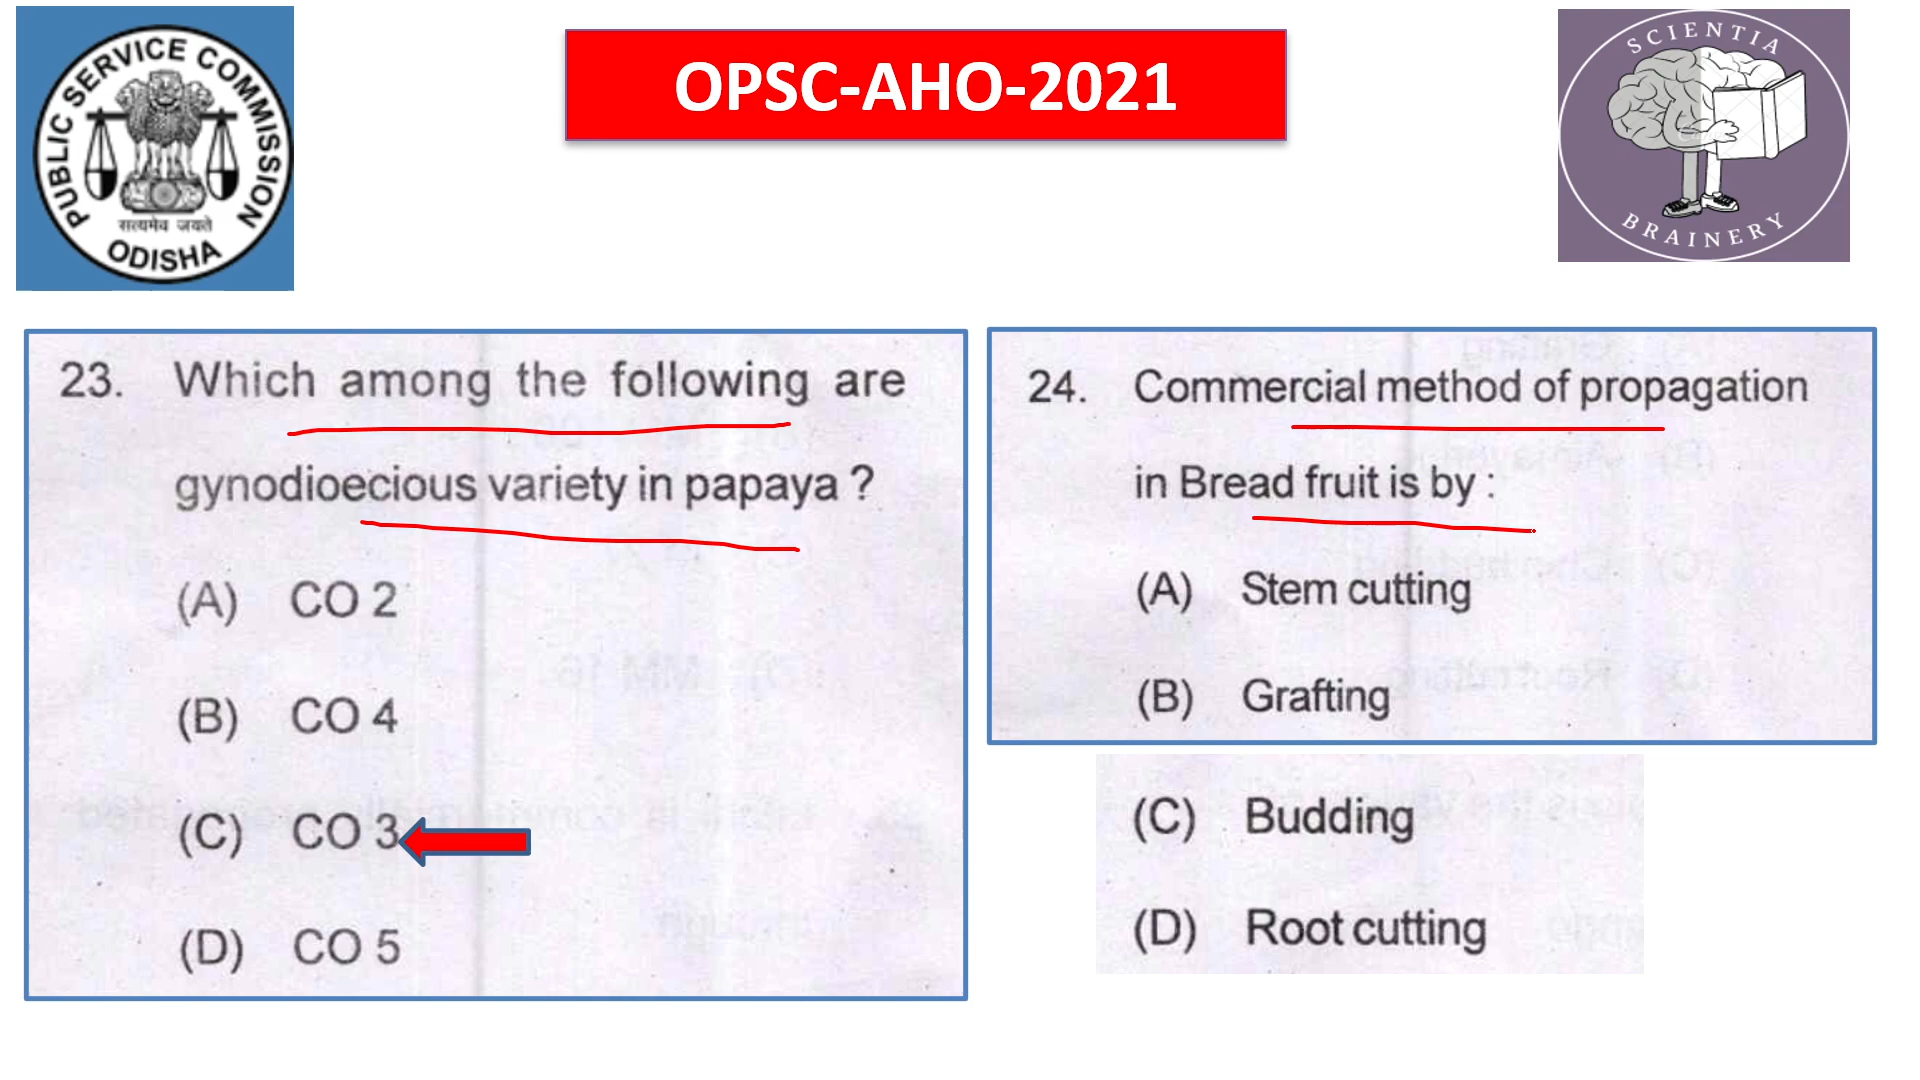 PUBLIC SERVICE COMMISSION
सत्यमेव जयते
ODISHA
OPSC-AHO-2021
SCIENTIA
BRAINERY
23. Which among the following are
gynodioecious variety in papaya ?
(A) CO 2
(B) CO 4
(C) CO 3
(D) CO 5
24. Commercial method of propagation
in Bread fruit is by :
(A) Stem cutting
(B) Grafting
(C) Budding
(D) Root cutting